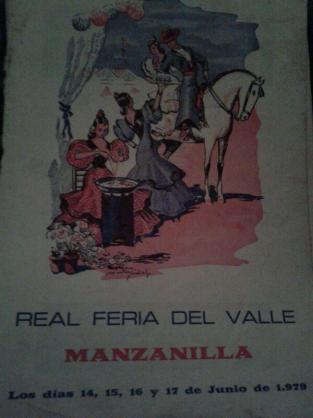 REAL FERIA DEL VALLE
MANZANILLA
Los días 14, 15, 16 y 17 de Junio de 1.979